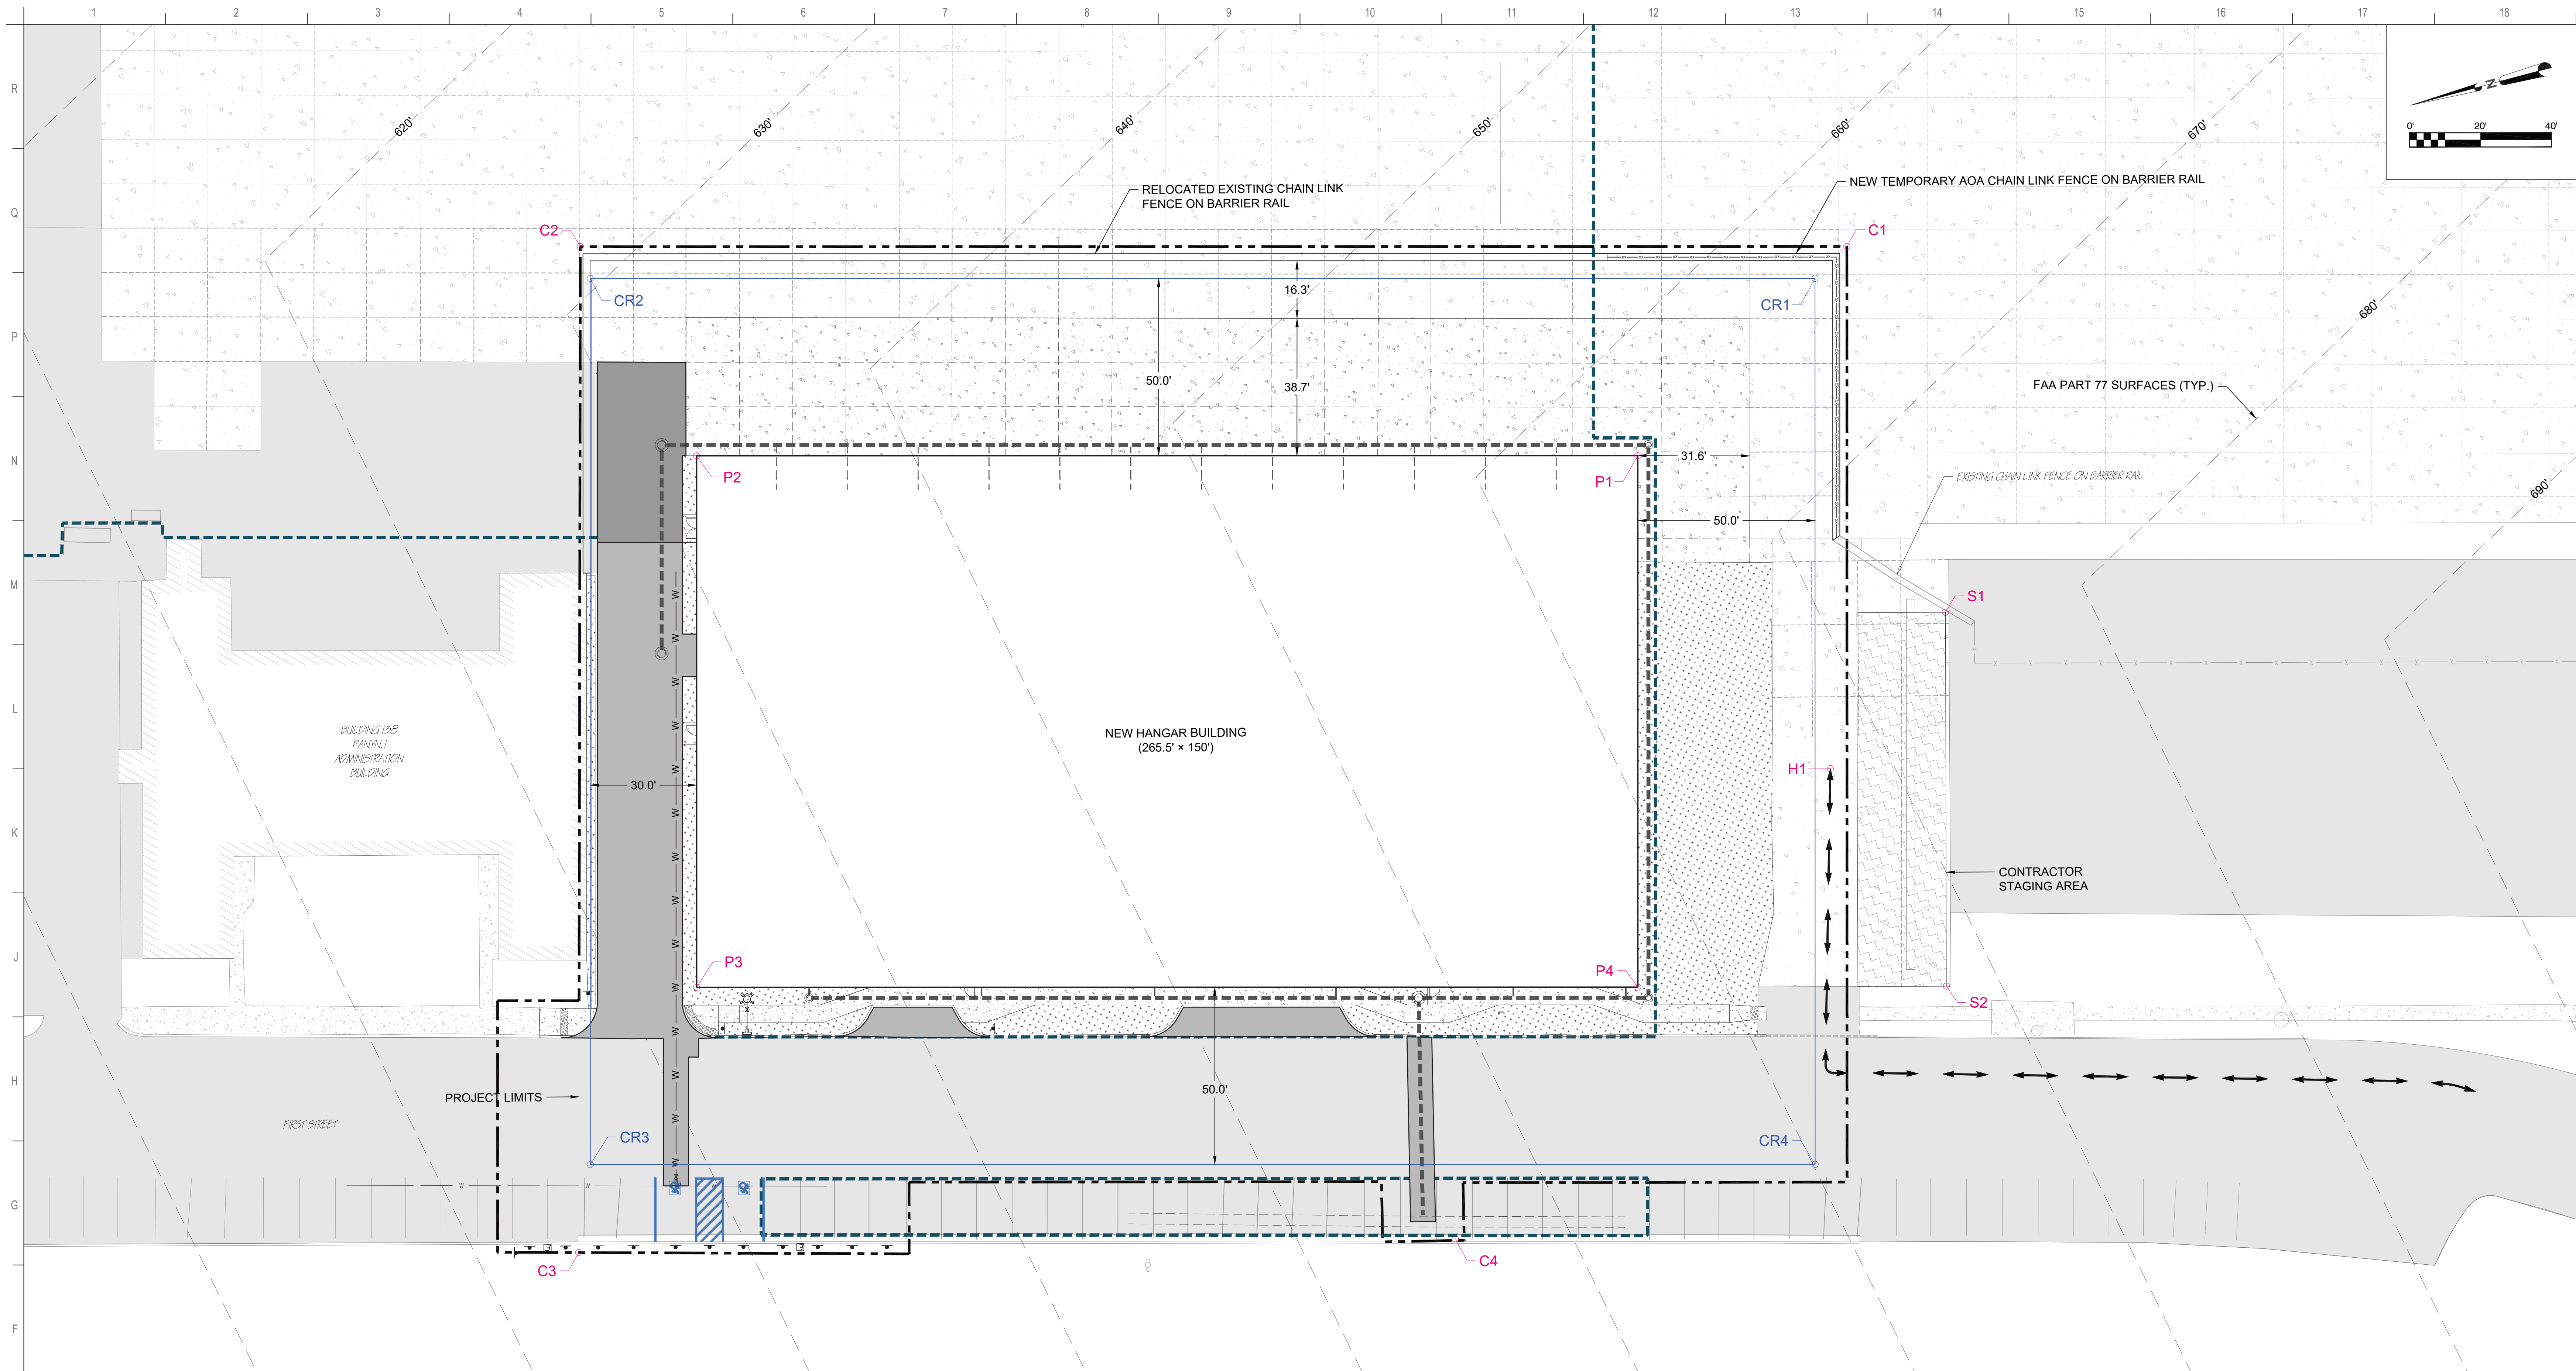 1 2 3 4 5 6 7 8 9 10 11 12 13 14 15 16 17 18
R
Q
P
N
M
L
K
J
H
G
F
N
0' 20' 40'
620' 630' 640' 650' 660' 670'
680'
690'
RELOCATED EXISTING CHAIN LINK
FENCE ON BARRIER RAIL
NEW TEMPORARY AOA CHAIN LINK FENCE ON BARRIER RAIL
C2
C1
CR2
CR1
16.3'
50.0'
38.7'
FAA PART 77 SURFACES (TYP.)
P2
P1
31.6'
EXISTING CHAIN LINK FENCE ON BARRIER RAIL
50.0'
S1
BUILDING 138
PANYNJ
ADMINISTRATION
BUILDING
NEW HANGAR BUILDING
(265.5' × 150')
H1
30.0'
CONTRACTOR
STAGING AREA
P3
P4
S2
PROJECT LIMITS
50.0'
FIRST STREET
CR3
CR4
C3
C4
W W W W W W W W W W W W W W
W W